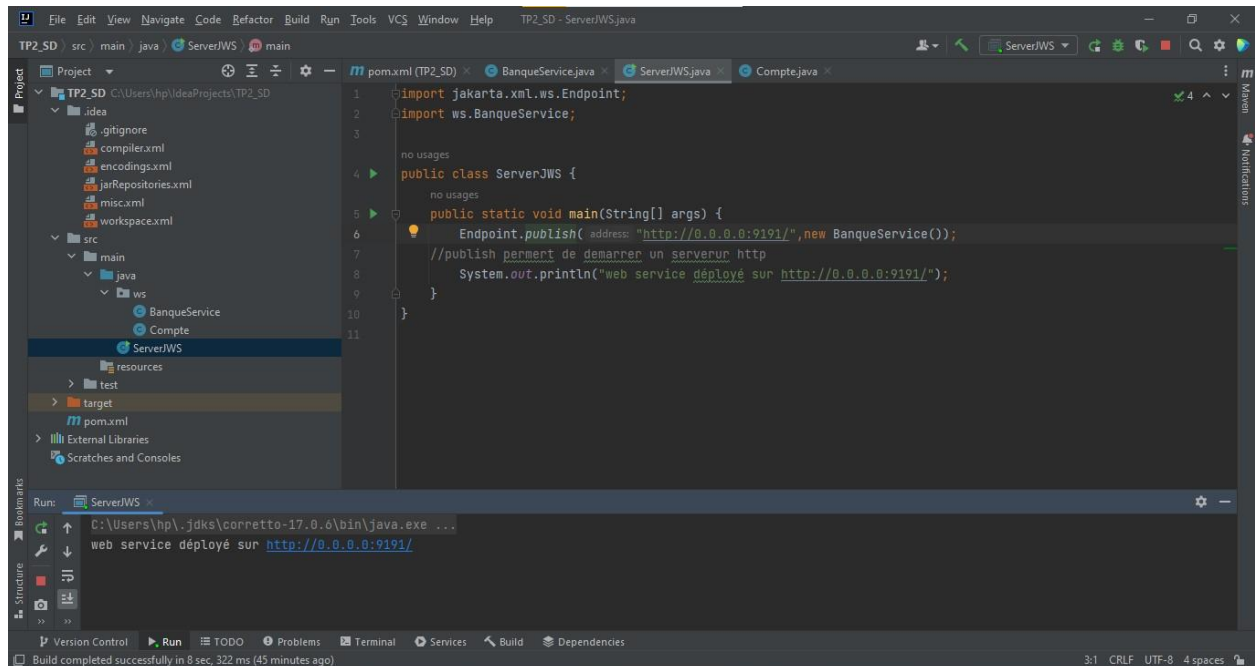 File Edit View Navigate Code Refactor Build Run Tools VCS Window Help TP2_SD - ServerJWS.java
TP2_SD src main java ServerJWS main
ServerJWS
Project
pom.xml (TP2_SD) BanqueService.java ServerJWS.java Compte.java
Project
Maven
Notifications
Bookmarks
Structure
TP2_SD C:\Users\hp\IdeaProjects\TP2_SD
.idea
.gitignore
compiler.xml
encodings.xml
jarRepositories.xml
misc.xml
workspace.xml
src
main
java
ws
BanqueService
Compte
ServerJWS
resources
test
target
pom.xml
External Libraries
Scratches and Consoles
4
1 import jakarta.xml.ws.Endpoint;
2 import ws.BanqueService;
3
no usages
4 public class ServerJWS {
no usages
5 public static void main(String[] args) {
6 Endpoint.publish( address: "http://0.0.0.0:9191/",new BanqueService());
7 //publish permert de demarrer un serverur http
8 System.out.println("web service déployé sur http://0.0.0.0:9191/");
9 }
10 }
11
Run: ServerJWS
C:\Users\hp\.jdks\corretto-17.0.6\bin\java.exe ...
web service déployé sur http://0.0.0.0:9191/
Version Control Run TODO Problems Terminal Services Build Dependencies
Build completed successfully in 8 sec, 322 ms (45 minutes ago) 3:1 CRLF UTF-8 4 spaces